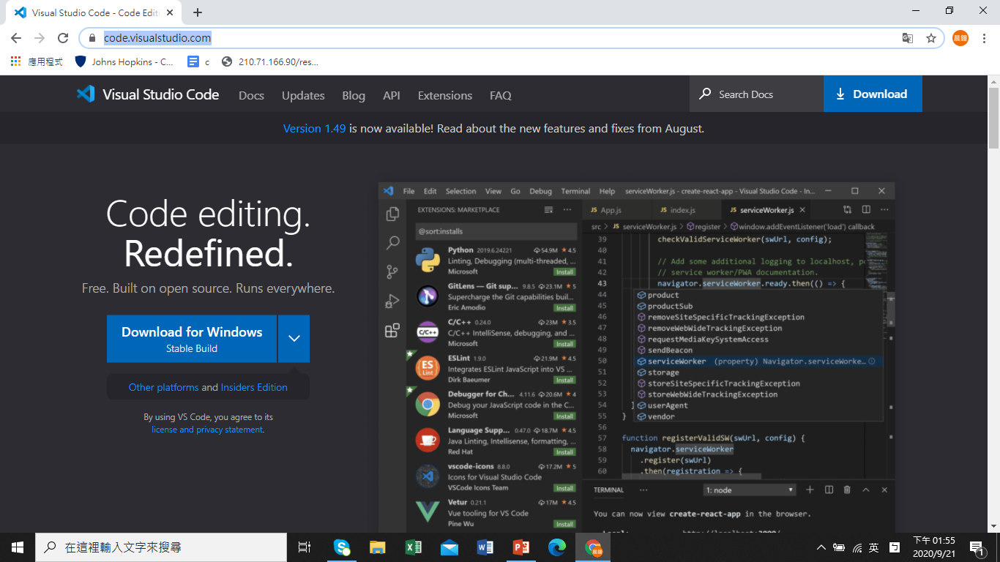 Visual Studio Code - Code Edit
code.visualstudio.com
晨鐘
應用程式
Johns Hopkins - C...
c
210.71.166.90/res...
Visual Studio Code
Docs
Updates
Blog
API
Extensions
FAQ
Search Docs
Download
Version 1.49 is now available! Read about the new features and fixes from August.
Code editing.
Redefined.
Free. Built on open source. Runs everywhere.
Download for Windows
Stable Build
Other platforms and Insiders Edition
By using VS Code, you agree to its
license and privacy statement.
File Edit Selection View Go Debug Terminal Help serviceWorker.js - create-react-app - Visual Studio Code - In...
EXTENSIONS: MARKETPLACE
@sort:installs
Python 2019.6.24221 54.9M 4.5
Linting, Debugging (multi-threaded, ...
Microsoft Install
GitLens — Git sup... 9.8.5 23.1M 5
Supercharge the Git capabilities buil...
Eric Amodio Install
C/C++ 0.24.0 23M 3.5
C/C++ IntelliSense, debugging, and ...
Microsoft Install
ESLint 1.9.0 21.9M 4.5
Integrates ESLint JavaScript into VS ...
Dirk Baeumer Install
Debugger for Ch... 4.11.6 20.6M 4
Debug your JavaScript code in the C...
Microsoft Install
Language Supp... 0.47.0 18.7M 4.5
Java Linting, Intellisense, formatting, ...
Red Hat Install
vscode-icons 8.8.0 17.2M 5
Icons for Visual Studio Code
VSCode Icons Team Install
Vetur 0.21.1 17M 4.5
Vue tooling for VS Code
Pine Wu Install
JS App.js JS index.js JS serviceWorker.js
src > JS serviceWorker.js > register > window.addEventListener('load') callback
39 checkValidServiceWorker(swUrl, config);
40
41 // Add some additional logging to localhost, p
42 // service worker/PWA documentation.
43 navigator.serviceWorker.ready.then(() => {
44 product
45 productSub
46 removeSiteSpecificTrackingException
47 removeWebWideTrackingException
48 requestMediaKeySystemAccess
49 sendBeacon
50 serviceWorker (property) Navigator.serviceWorke...
51 storage
52 storeSiteSpecificTrackingException
53 storeWebWideTrackingException
54 } userAgent
55 } vendor
56
57 function registerValidSW(swUrl, config) {
58 navigator.serviceWorker
59 .register(swUrl)
60 .then(registration => {
TERMINAL ... 1: node
You can now view create-react-app in the browser.
在這裡輸入文字來搜尋
英
下午 01:55
2020/9/21
1